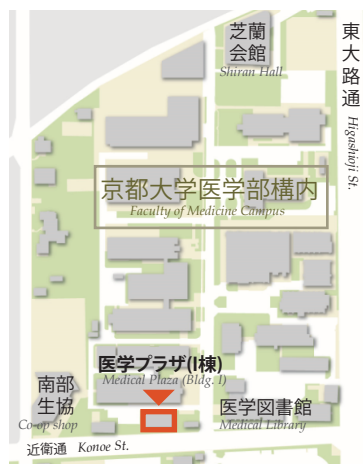 芝蘭
会館
Shiran Hall
東大路通
Higashioji St.
京都大学医学部構内
Faculty of Medicine Campus
医学プラザ(I棟)
Medical Plaza (Bldg. I)
南部
生協
Co-op shop
医学図書館
Medical Library
近衛通 Konoe St.